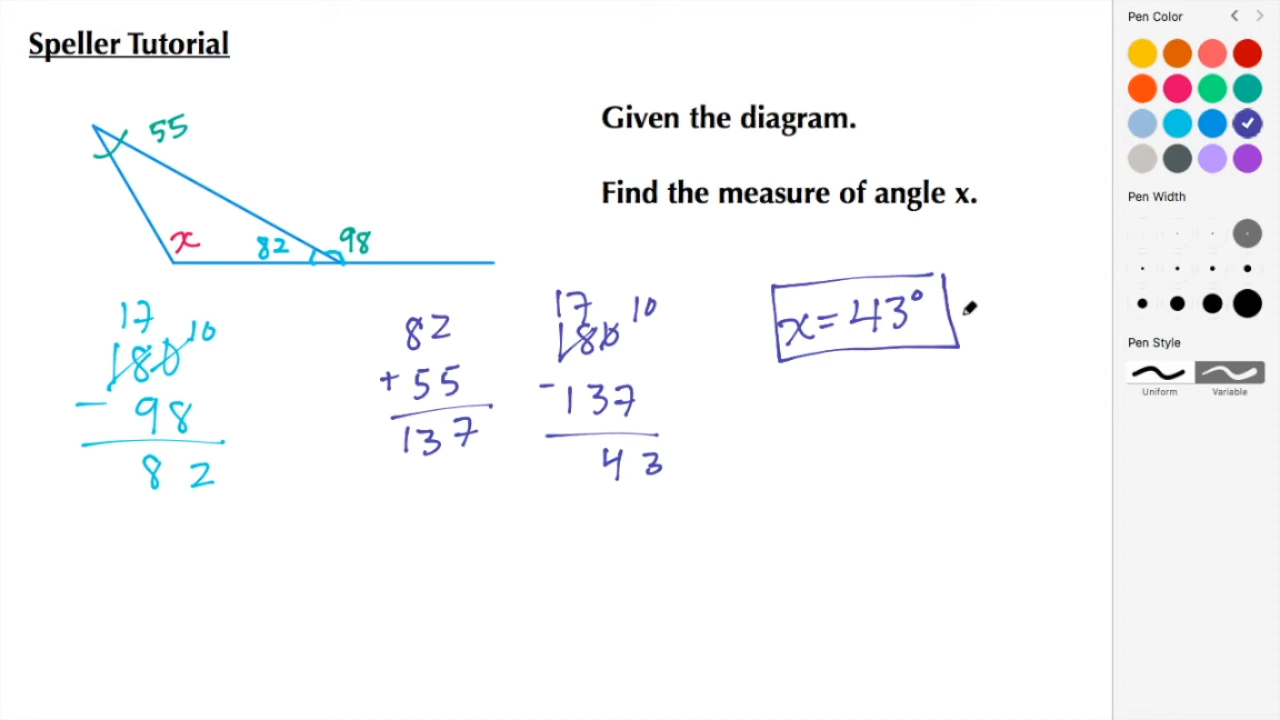 Speller Tutorial
Given the diagram.
Find the measure of angle x.
55
x
82
98
17
10
180
- 98
82
82
+ 55
137
17
10
180
- 137
43
x = 43°
Pen Color
Pen Width
Pen Style
Uniform
Variable